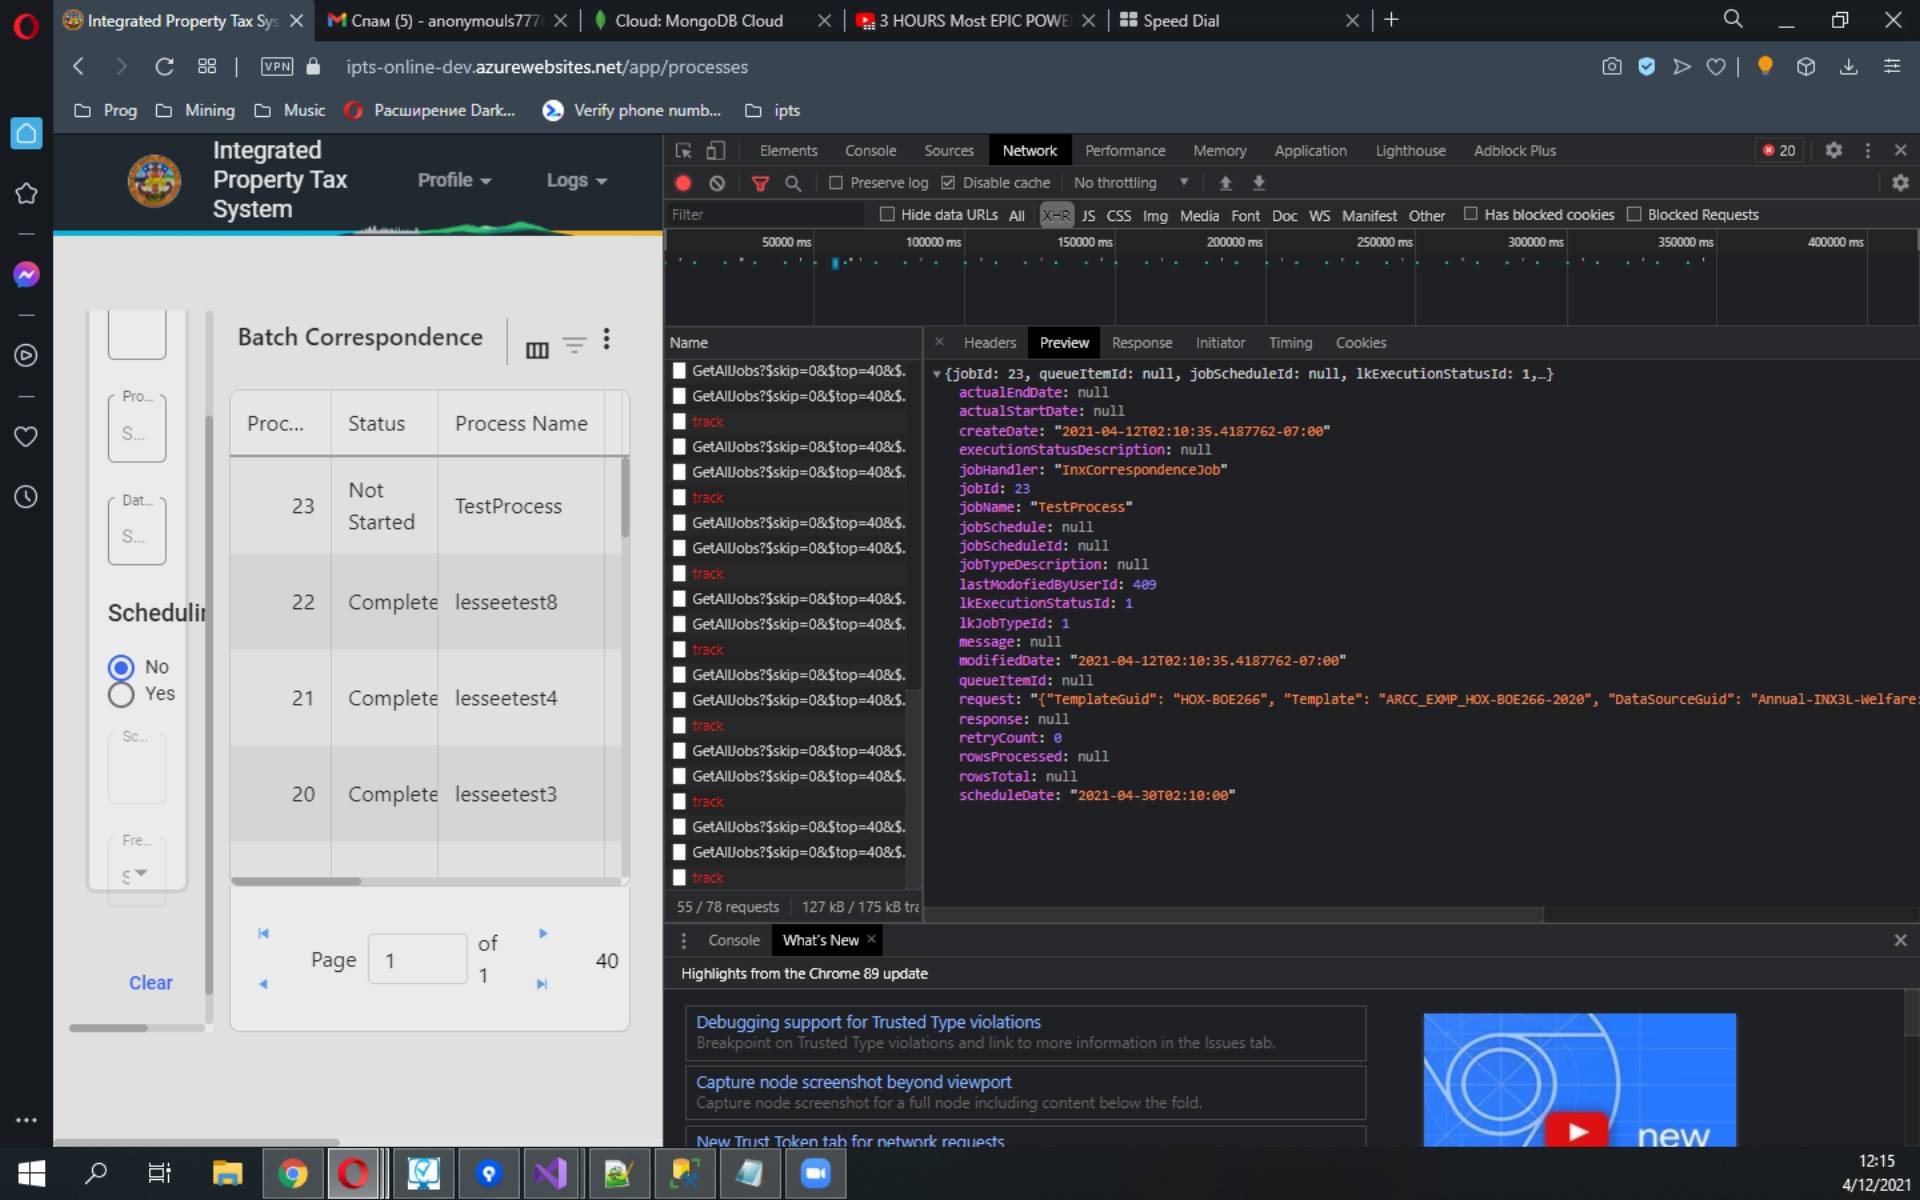 Integrated Property Tax Sys
Спам (5) - anonymouls777
Cloud: MongoDB Cloud
3 HOURS Most EPIC POWE
Speed Dial
VPN
ipts-online-dev.azurewebsites.net/app/processes
Prog
Mining
Music
Расширение Dark...
Verify phone numb...
ipts
Integrated
Property Tax
System
Profile
Logs
Pro...
S...
Dat...
S...
Schedulin
No
Yes
Sc...
Fre...
S
Clear
Batch Correspondence
Proc... Status Process Name
23 Not Started TestProcess
22 Complete lesseetest8
21 Complete lesseetest4
20 Complete lesseetest3
Page 1 of 1
40
Elements Console Sources Network Performance Memory Application Lighthouse Adblock Plus 20
Preserve log Disable cache No throttling
Filter Hide data URLs All XHR JS CSS Img Media Font Doc WS Manifest Other Has blocked cookies Blocked Requests
50000 ms 100000 ms 150000 ms 200000 ms 250000 ms 300000 ms 350000 ms 400000 ms
Name
GetAllJobs?$skip=0&$top=40&$.
GetAllJobs?$skip=0&$top=40&$.
track
GetAllJobs?$skip=0&$top=40&$.
GetAllJobs?$skip=0&$top=40&$.
track
GetAllJobs?$skip=0&$top=40&$.
GetAllJobs?$skip=0&$top=40&$.
track
GetAllJobs?$skip=0&$top=40&$.
GetAllJobs?$skip=0&$top=40&$.
track
GetAllJobs?$skip=0&$top=40&$.
GetAllJobs?$skip=0&$top=40&$.
track
GetAllJobs?$skip=0&$top=40&$.
GetAllJobs?$skip=0&$top=40&$.
track
GetAllJobs?$skip=0&$top=40&$.
GetAllJobs?$skip=0&$top=40&$.
track
55 / 78 requests 127 kB / 175 kB tra
Headers Preview Response Initiator Timing Cookies
{jobId: 23, queueItemId: null, jobScheduleId: null, lkExecutionStatusId: 1,…}
actualEndDate: null
actualStartDate: null
createDate: "2021-04-12T02:10:35.4187762-07:00"
executionStatusDescription: null
jobHandler: "InxCorrespondenceJob"
jobId: 23
jobName: "TestProcess"
jobSchedule: null
jobScheduleId: null
jobTypeDescription: null
lastModofiedByUserId: 409
lkExecutionStatusId: 1
lkJobTypeId: 1
message: null
modifiedDate: "2021-04-12T02:10:35.4187762-07:00"
queueItemId: null
request: "{"TemplateGuid": "HOX-BOE266", "Template": "ARCC_EXMP_HOX-BOE266-2020", "DataSourceGuid": "Annual-INX3L-Welfare:
response: null
retryCount: 0
rowsProcessed: null
rowsTotal: null
scheduleDate: "2021-04-30T02:10:00"
Console What's New
Highlights from the Chrome 89 update
Debugging support for Trusted Type violations
Breakpoint on Trusted Type violations and link to more information in the Issues tab.
Capture node screenshot beyond viewport
Capture node screenshot for a full node including content below the fold.
New Trust Token tab for network requests
new
12:15
4/12/2021